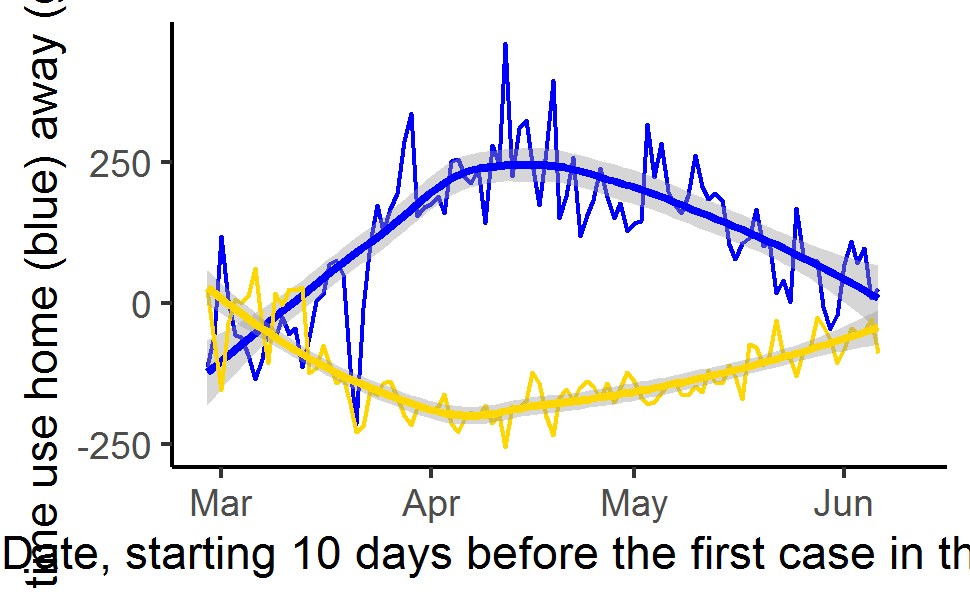 time use home (blue) away (
250
0
-250
Mar Apr May Jun
Date, starting 10 days before the first case in th